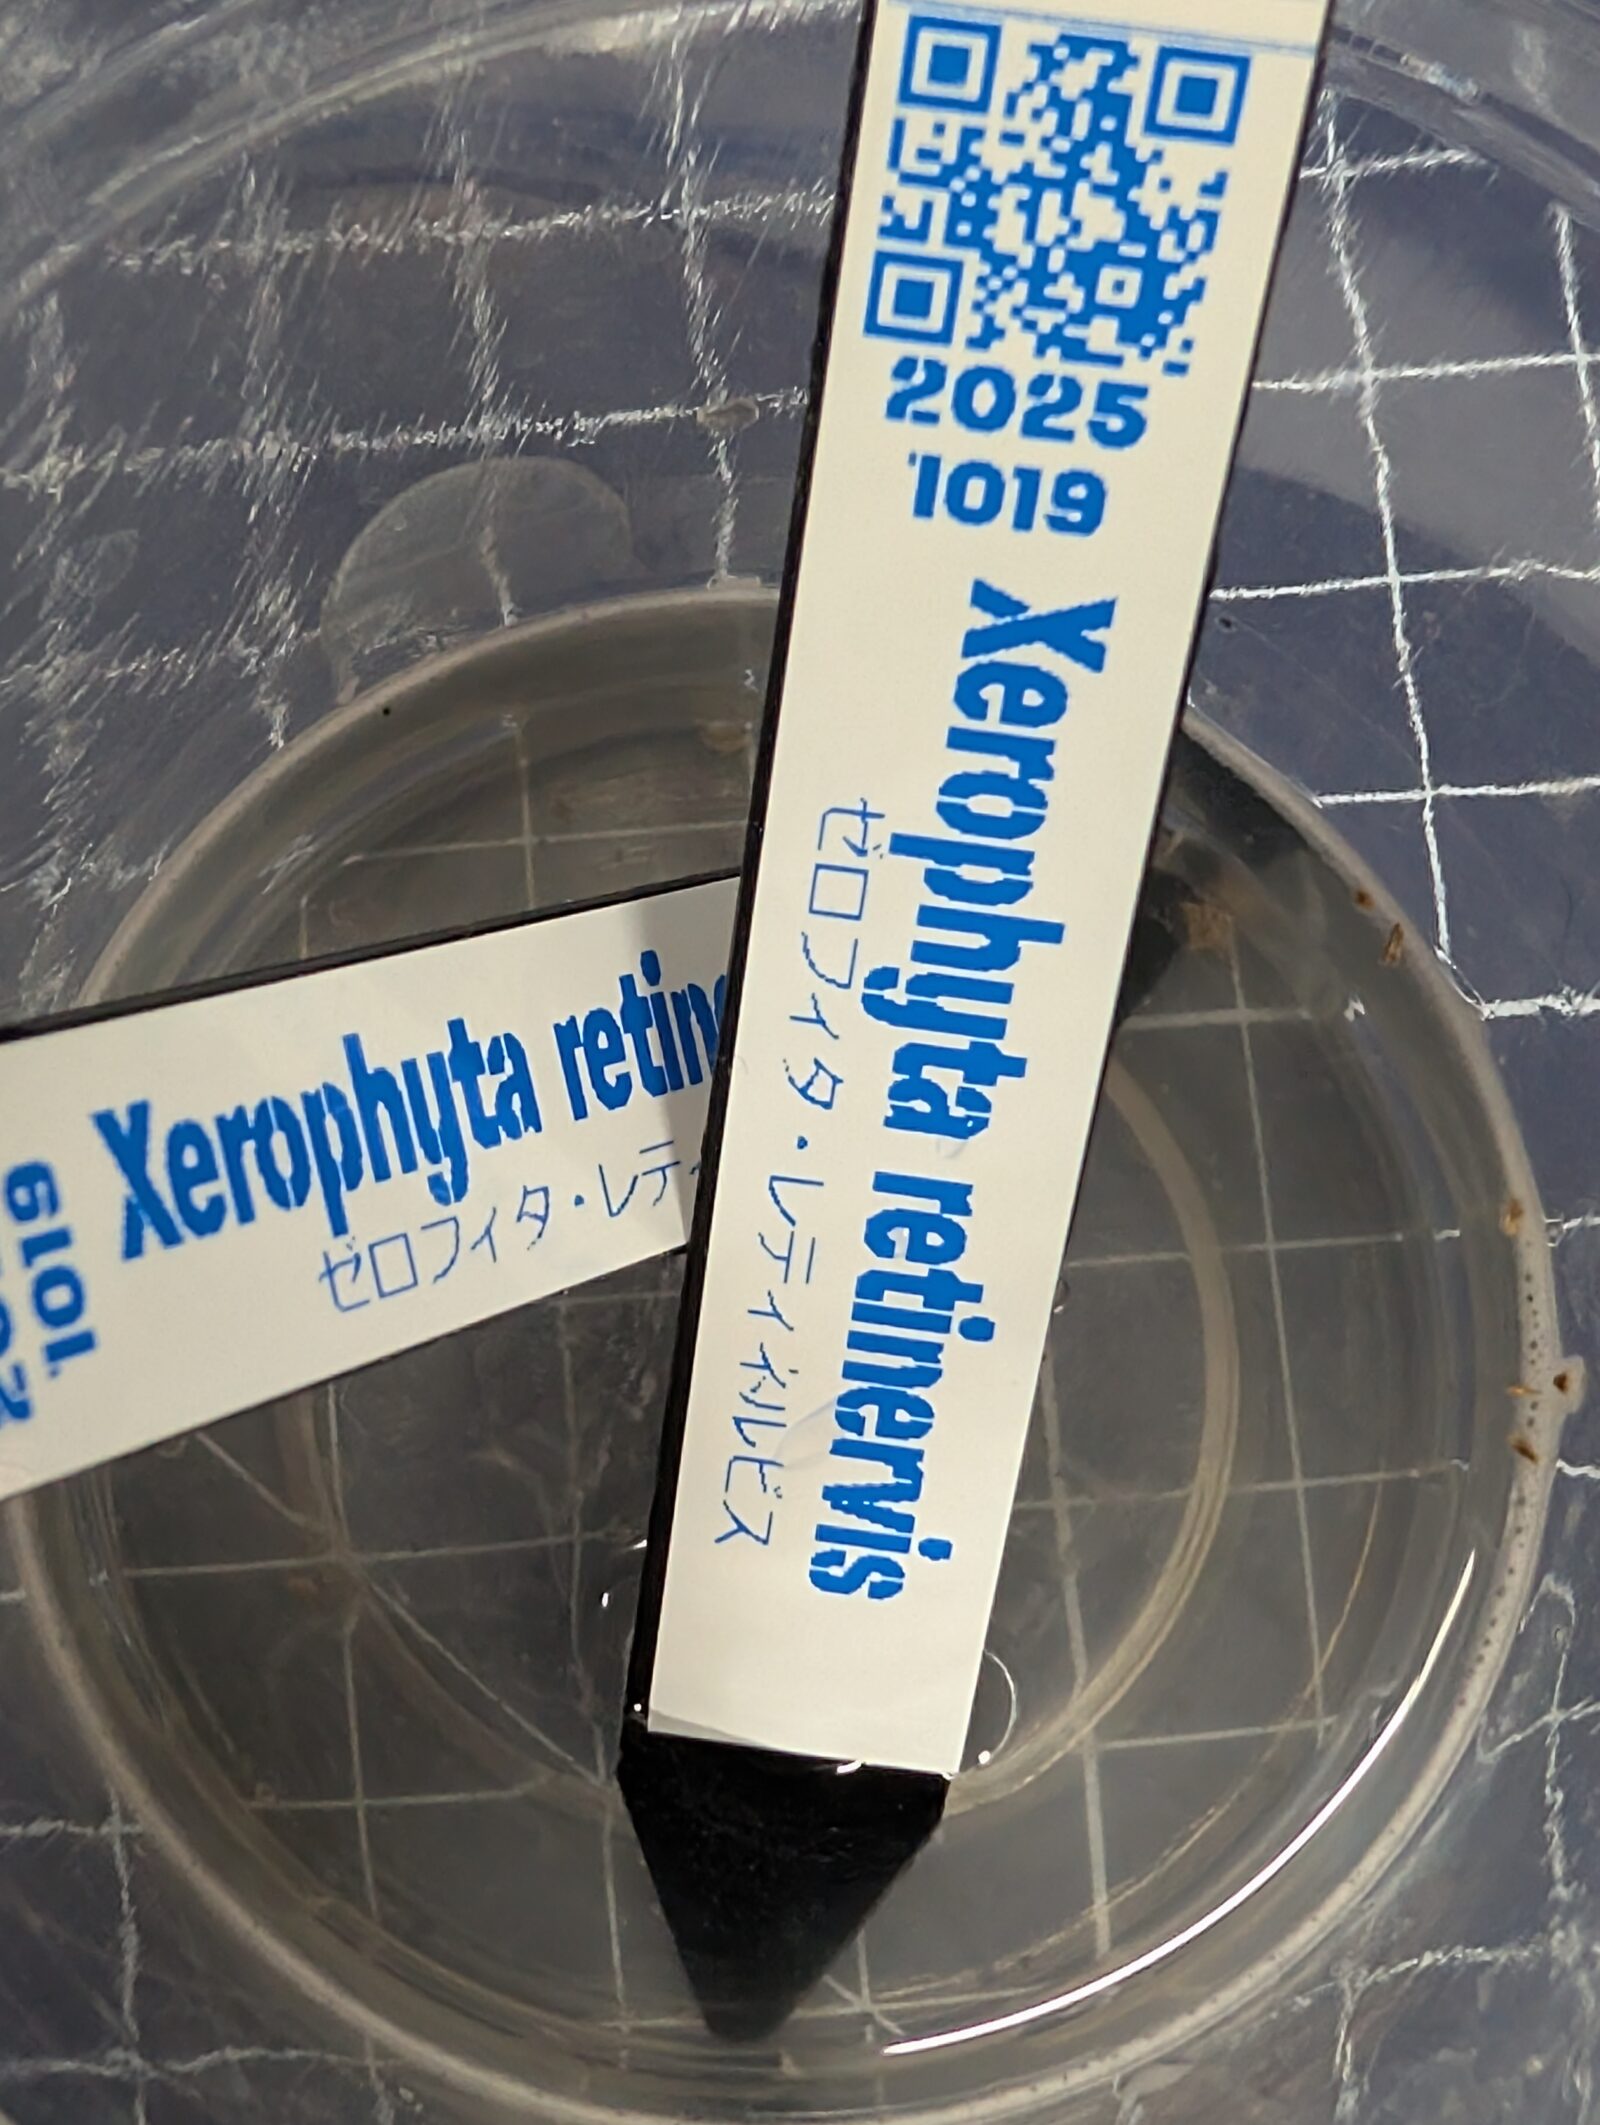 2025
1019
Xerophyta retinervis
ゼロフィタ・レティネルビス
1019
Xerophyta
ゼロフィタ・レティ